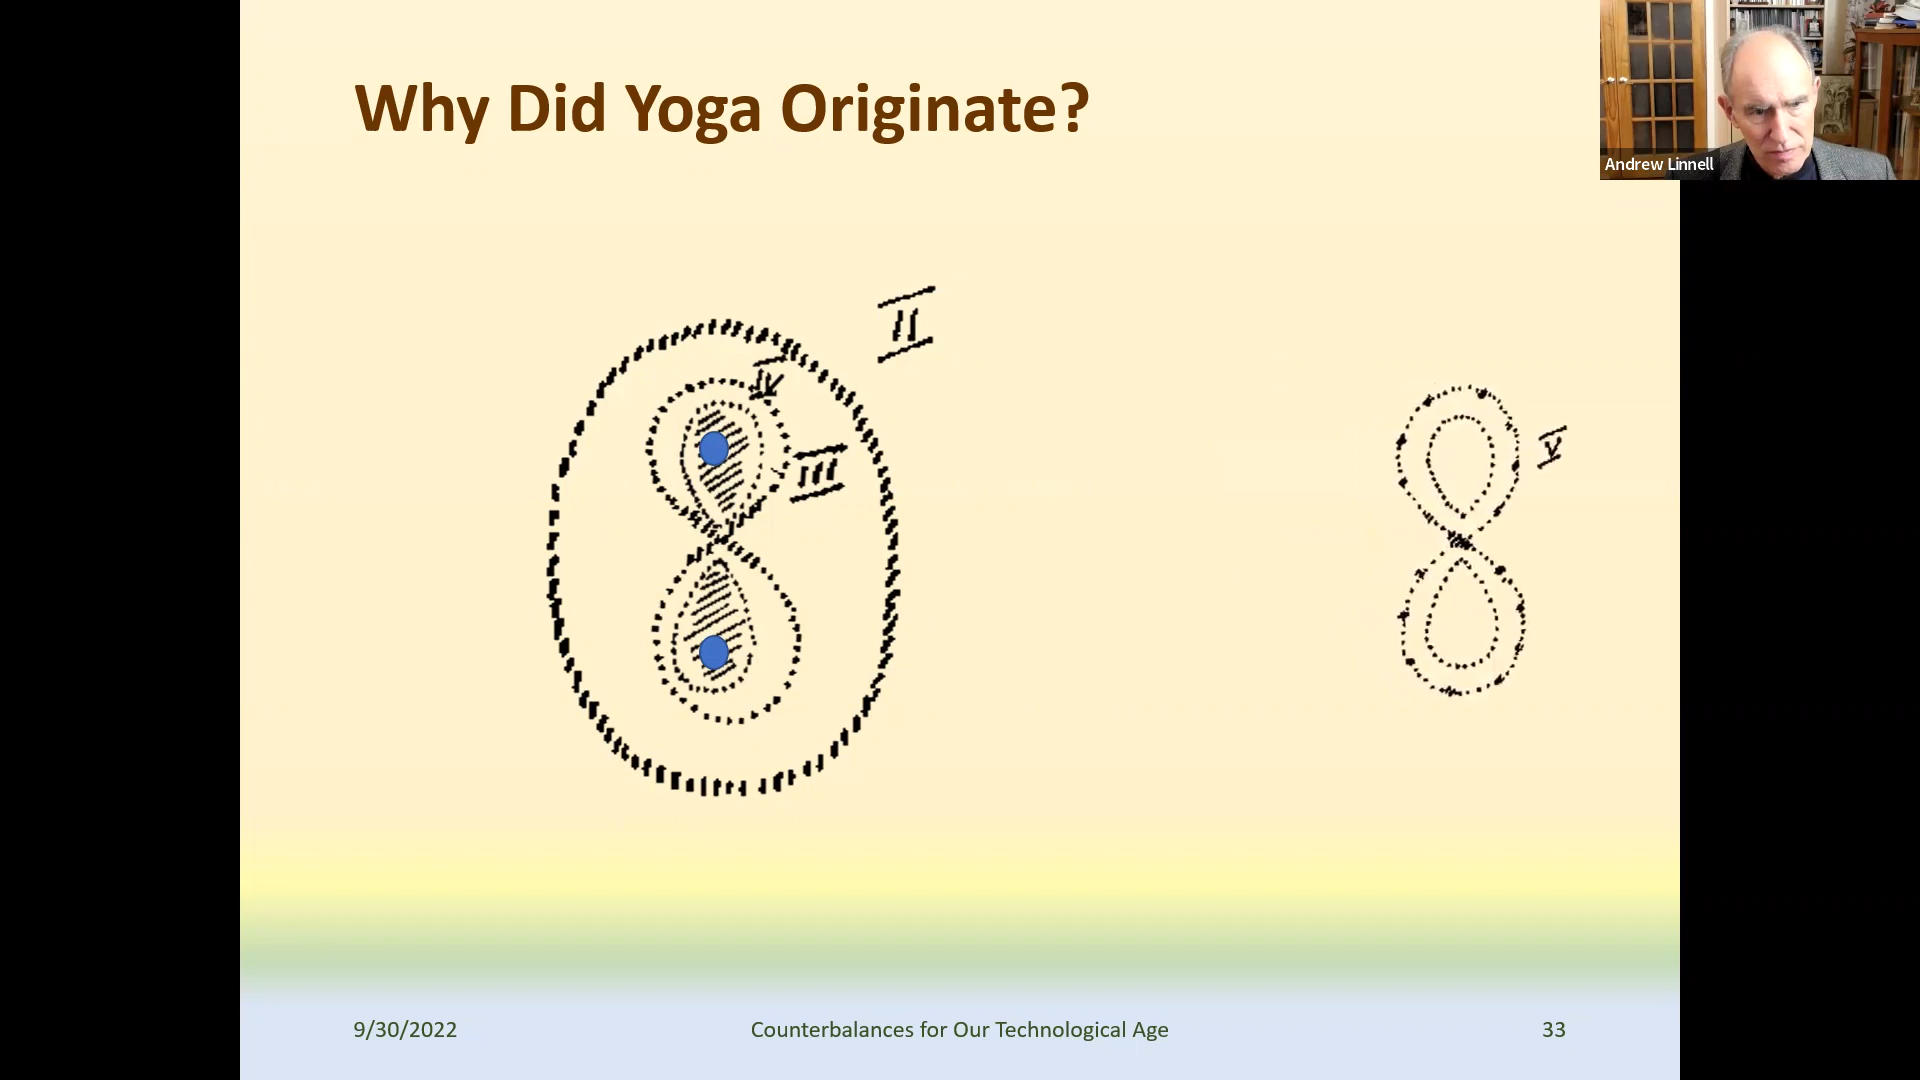 Why Did Yoga Originate?
Andrew Linnell
II
IV
III
V
9/30/2022
Counterbalances for Our Technological Age
33